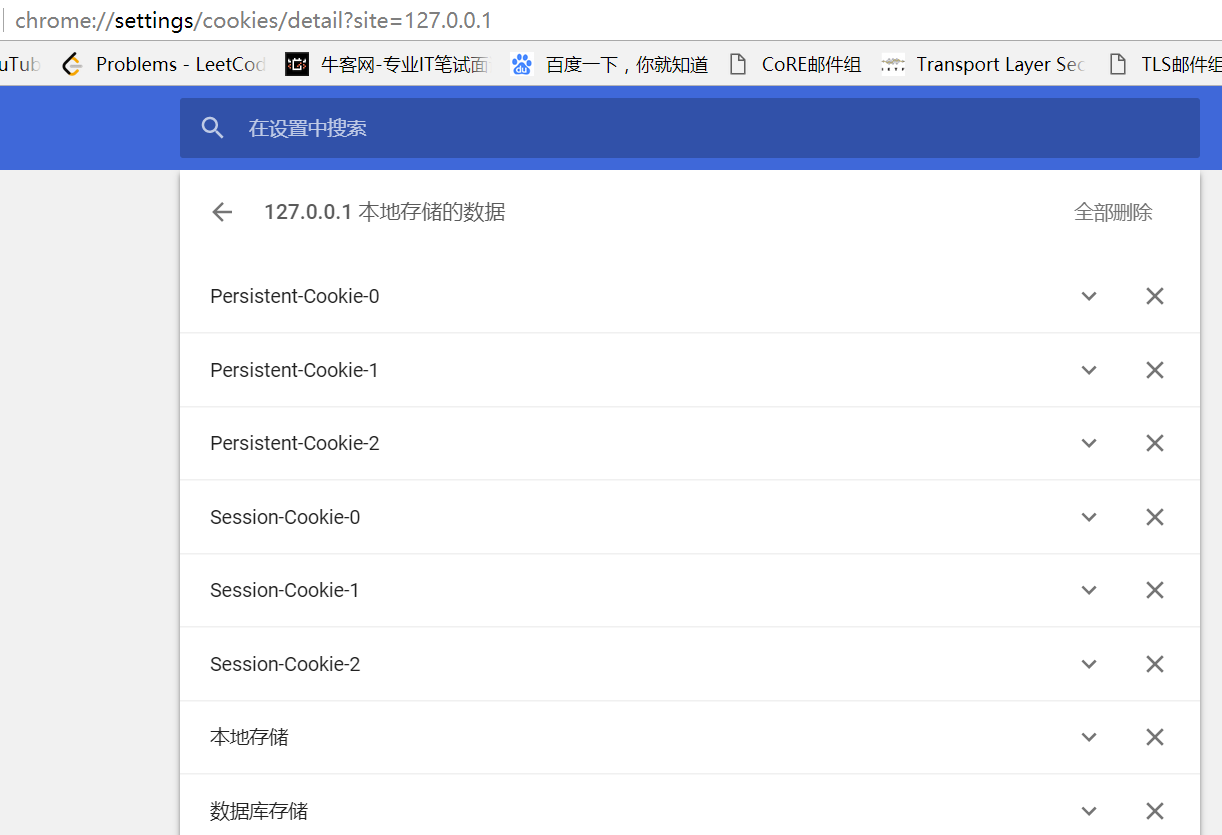 chrome://settings/cookies/detail?site=127.0.0.1
uTub Problems - LeetCod 牛客网-专业IT笔试面 百度一下，你就知道 CoRE邮件组 Transport Layer Sec TLS邮件组
在设置中搜索
127.0.0.1 本地存储的数据 全部删除
Persistent-Cookie-0
Persistent-Cookie-1
Persistent-Cookie-2
Session-Cookie-0
Session-Cookie-1
Session-Cookie-2
本地存储
数据库存储